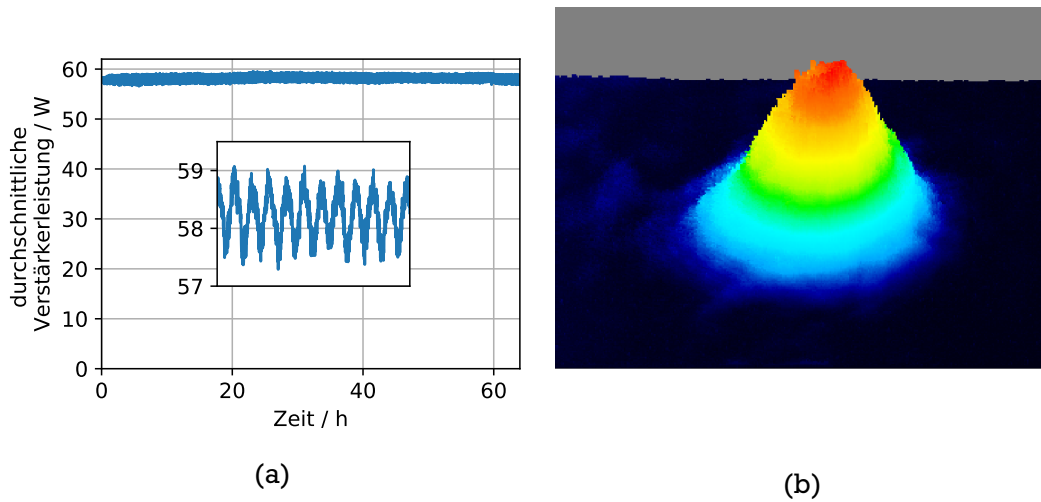 durchschnittliche
Verstärkerleistung / W
60
50
40
30
20
10
0
59
58
57
0 20 40 60
Zeit / h
(a)
(b)